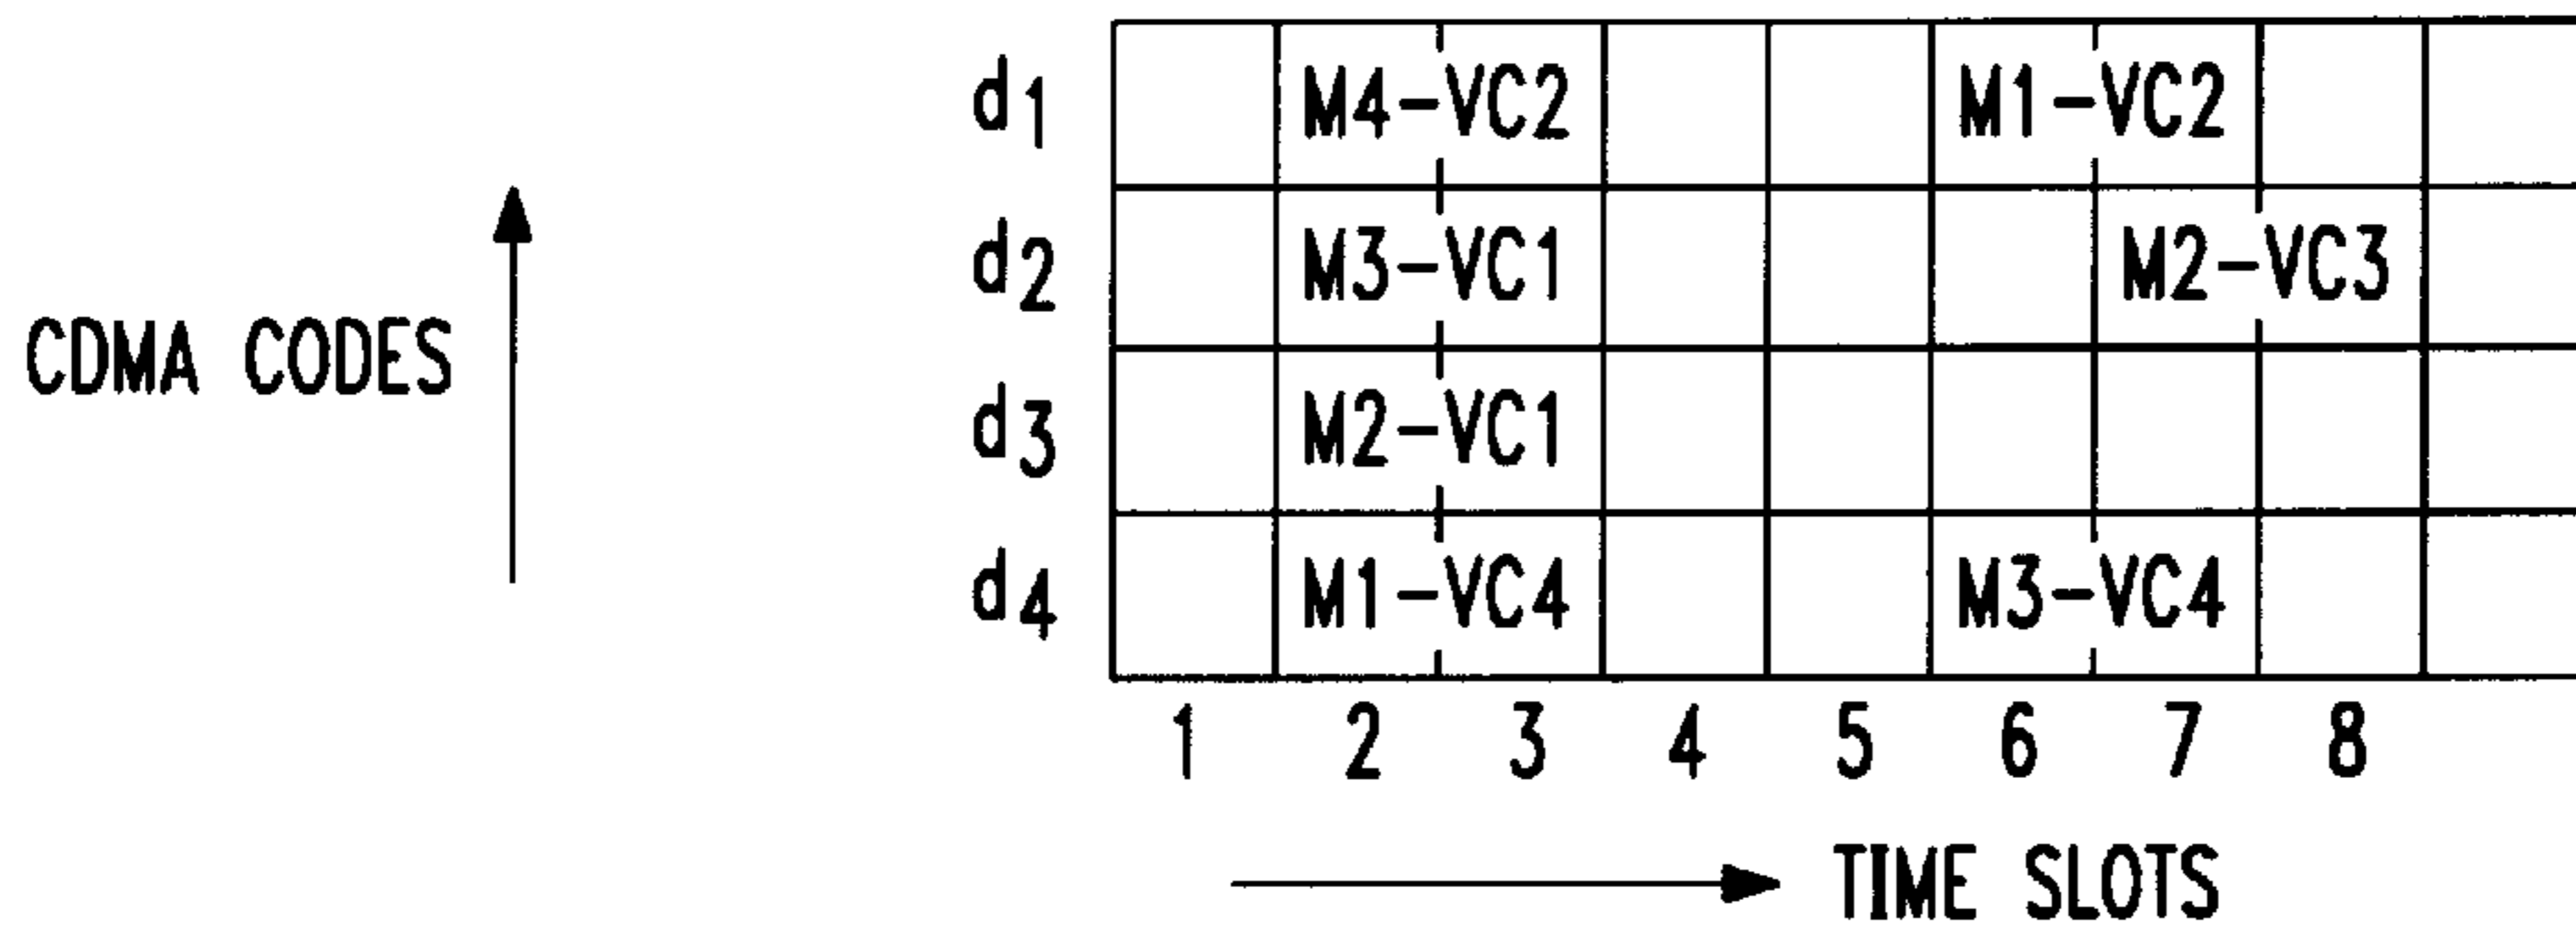 d1 M4-VC2 M1-VC2
d2 M3-VC1 M2-VC3
CDMA CODES
d3 M2-VC1
d4 M1-VC4 M3-VC4
1 2 3 4 5 6 7 8
TIME SLOTS